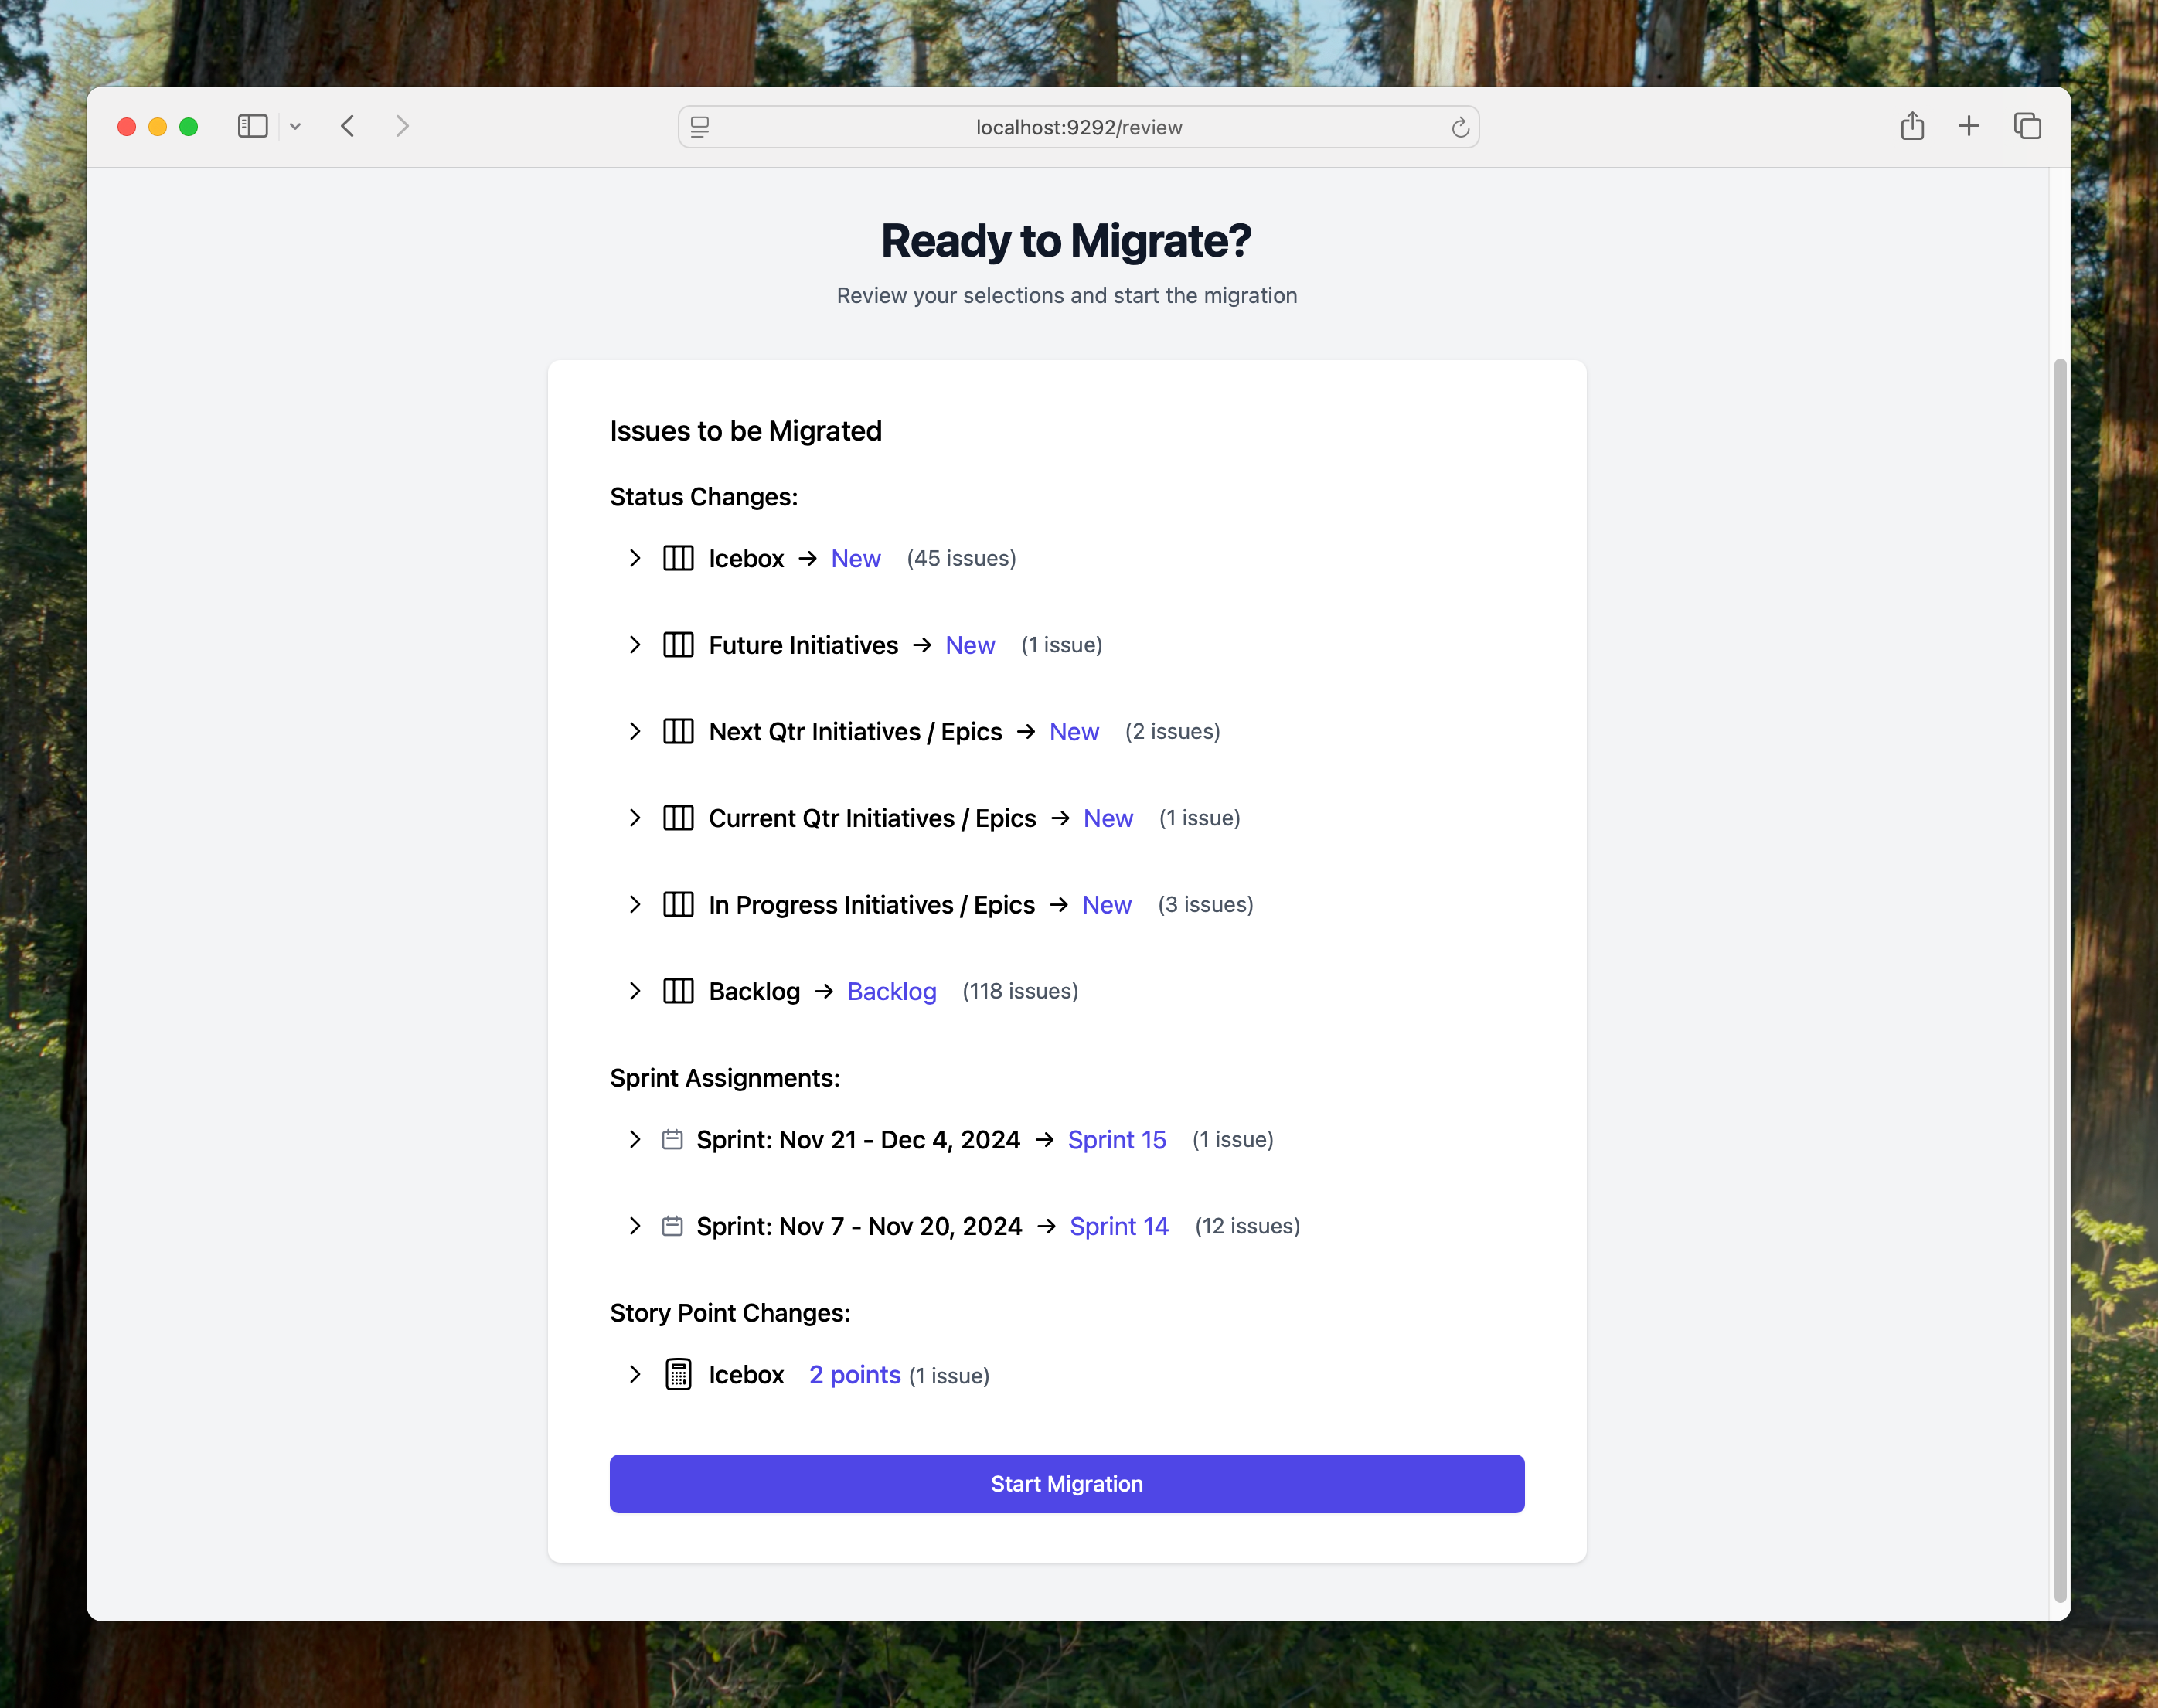 localhost:9292/review
Ready to Migrate?
Review your selections and start the migration
Issues to be Migrated
Status Changes:
Icebox → New (45 issues)
Future Initiatives → New (1 issue)
Next Qtr Initiatives / Epics → New (2 issues)
Current Qtr Initiatives / Epics → New (1 issue)
In Progress Initiatives / Epics → New (3 issues)
Backlog → Backlog (118 issues)
Sprint Assignments:
Sprint: Nov 21 - Dec 4, 2024 → Sprint 15 (1 issue)
Sprint: Nov 7 - Nov 20, 2024 → Sprint 14 (12 issues)
Story Point Changes:
Icebox 2 points (1 issue)
Start Migration